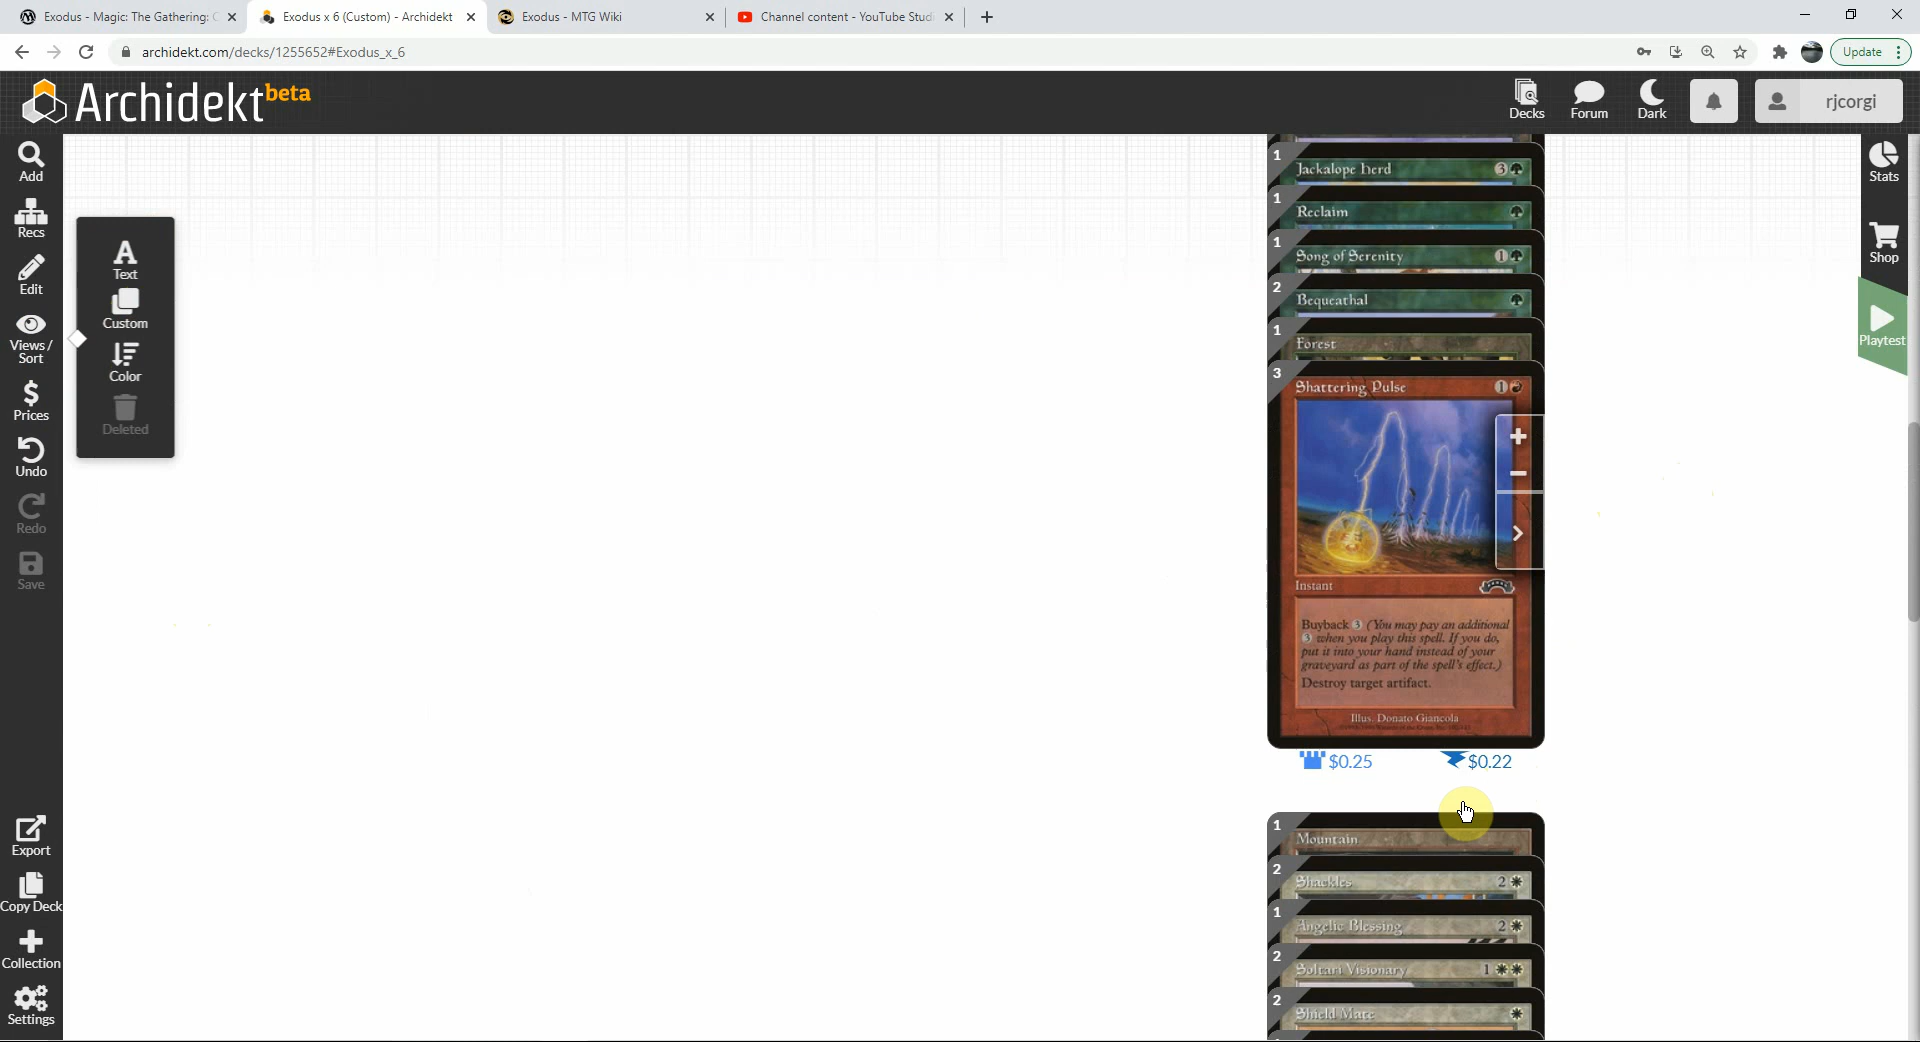 Exodus - Magic: The Gathering: C
Exodus x 6 (Custom) - Archidekt
Exodus - MTG Wiki
Channel content - YouTube Studi
archidekt.com/decks/1255652#Exodus_x_6
Update
Archidekt beta
Decks
Forum
Dark
rjcorgi
Add
Recs
Edit
Views/
Sort
Prices
Undo
Redo
Save
Export
Copy Deck
Collection
Settings
A
Text
Custom
Color
Deleted
Stats
Shop
Playtest
1
Jackalope Herd 3
1
Reclaim
1
Song of Serenity 1
2
Bequeathal
1
Forest
3
Shattering Pulse 1
Instant
Buyback 3 (You may pay an additional
3 when you play this spell. If you do,
put it into your hand instead of your
graveyard as part of the spell's effect.)
Destroy target artifact.
Illus. Donato Giancola
$0.25 $0.22
1
Mountain
2
Shackles 2
1
Angelic Blessing 2
2
Soltari Visionary 1
2
Shield Mate